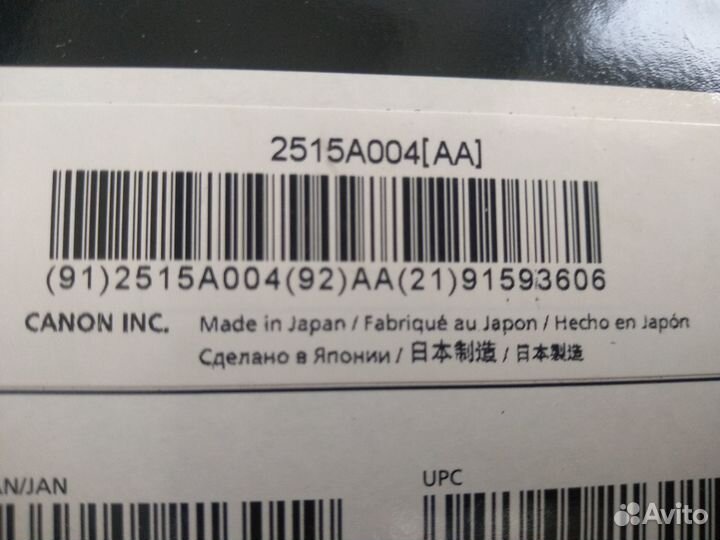 2515A004[AA]
(91)2515A004(92)AA(21)91593606
CANON INC. Made in Japan / Fabriqué au Japon / Hecho en Japón
Сделано в Японии / 日本制造 / 日本製造
AN/JAN
UPC
Avito